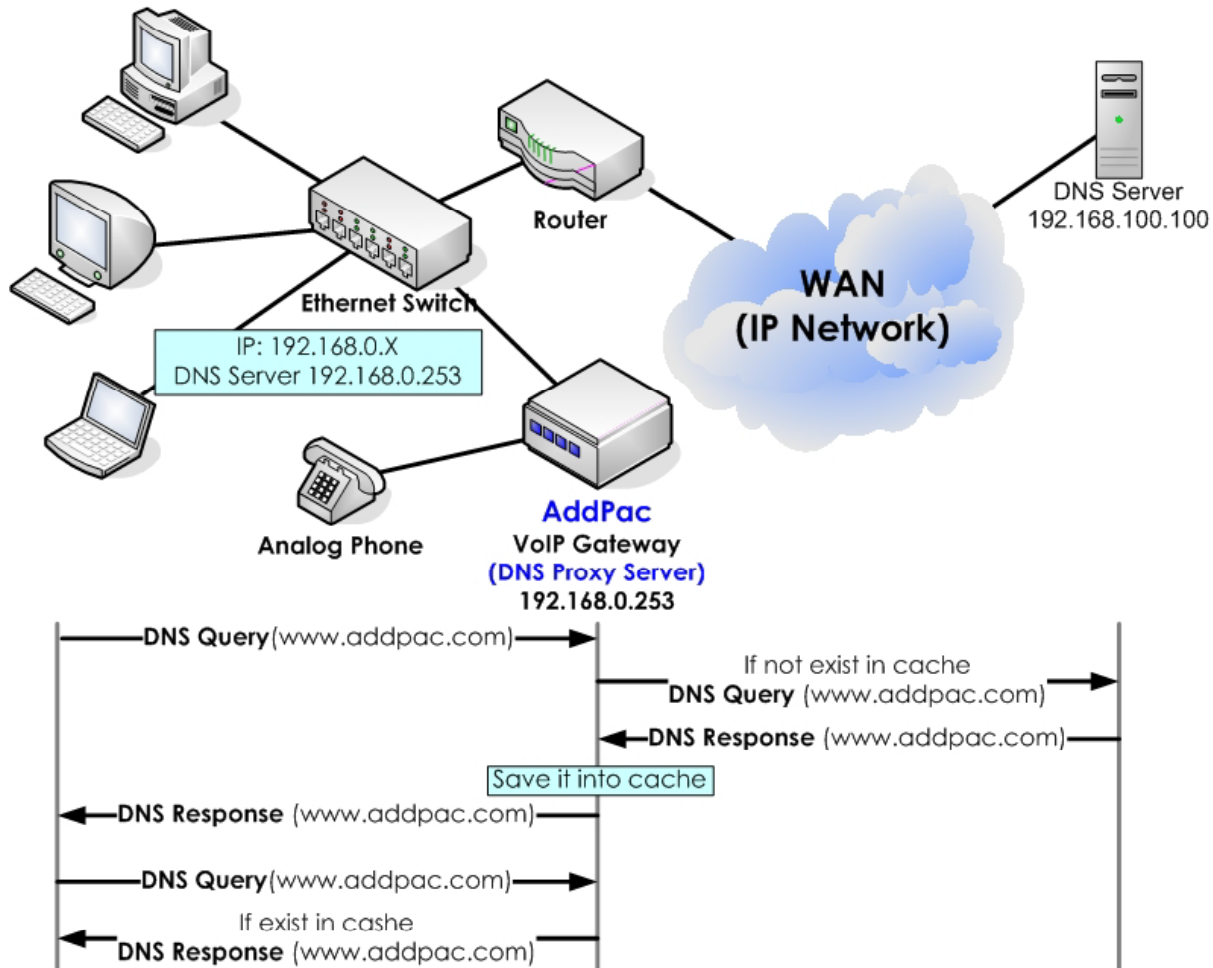 Router
DNS Server
192.168.100.100
WAN
(IP Network)
Ethernet Switch
IP: 192.168.0.X
DNS Server 192.168.0.253
Analog Phone
AddPac
VoIP Gateway
(DNS Proxy Server)
192.168.0.253
DNS Query(www.addpac.com)
If not exist in cache
DNS Query (www.addpac.com)
DNS Response (www.addpac.com)
Save it into cache
DNS Response (www.addpac.com)
DNS Query(www.addpac.com)
If exist in cashe
DNS Response (www.addpac.com)